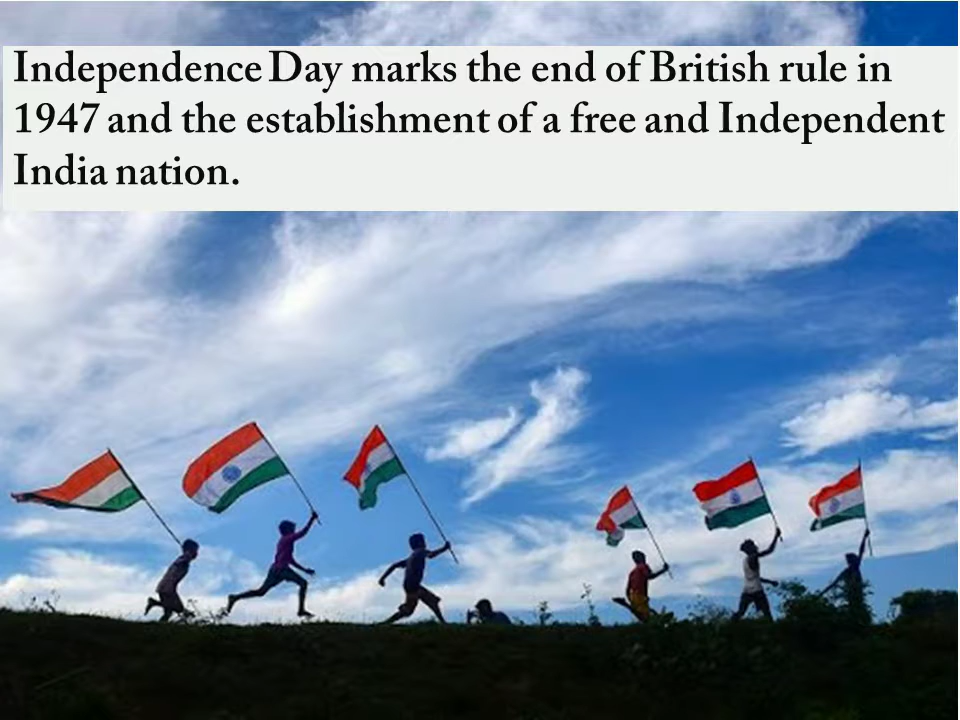 Independence Day marks the end of British rule in
1947 and the establishment of a free and Independent
India nation.